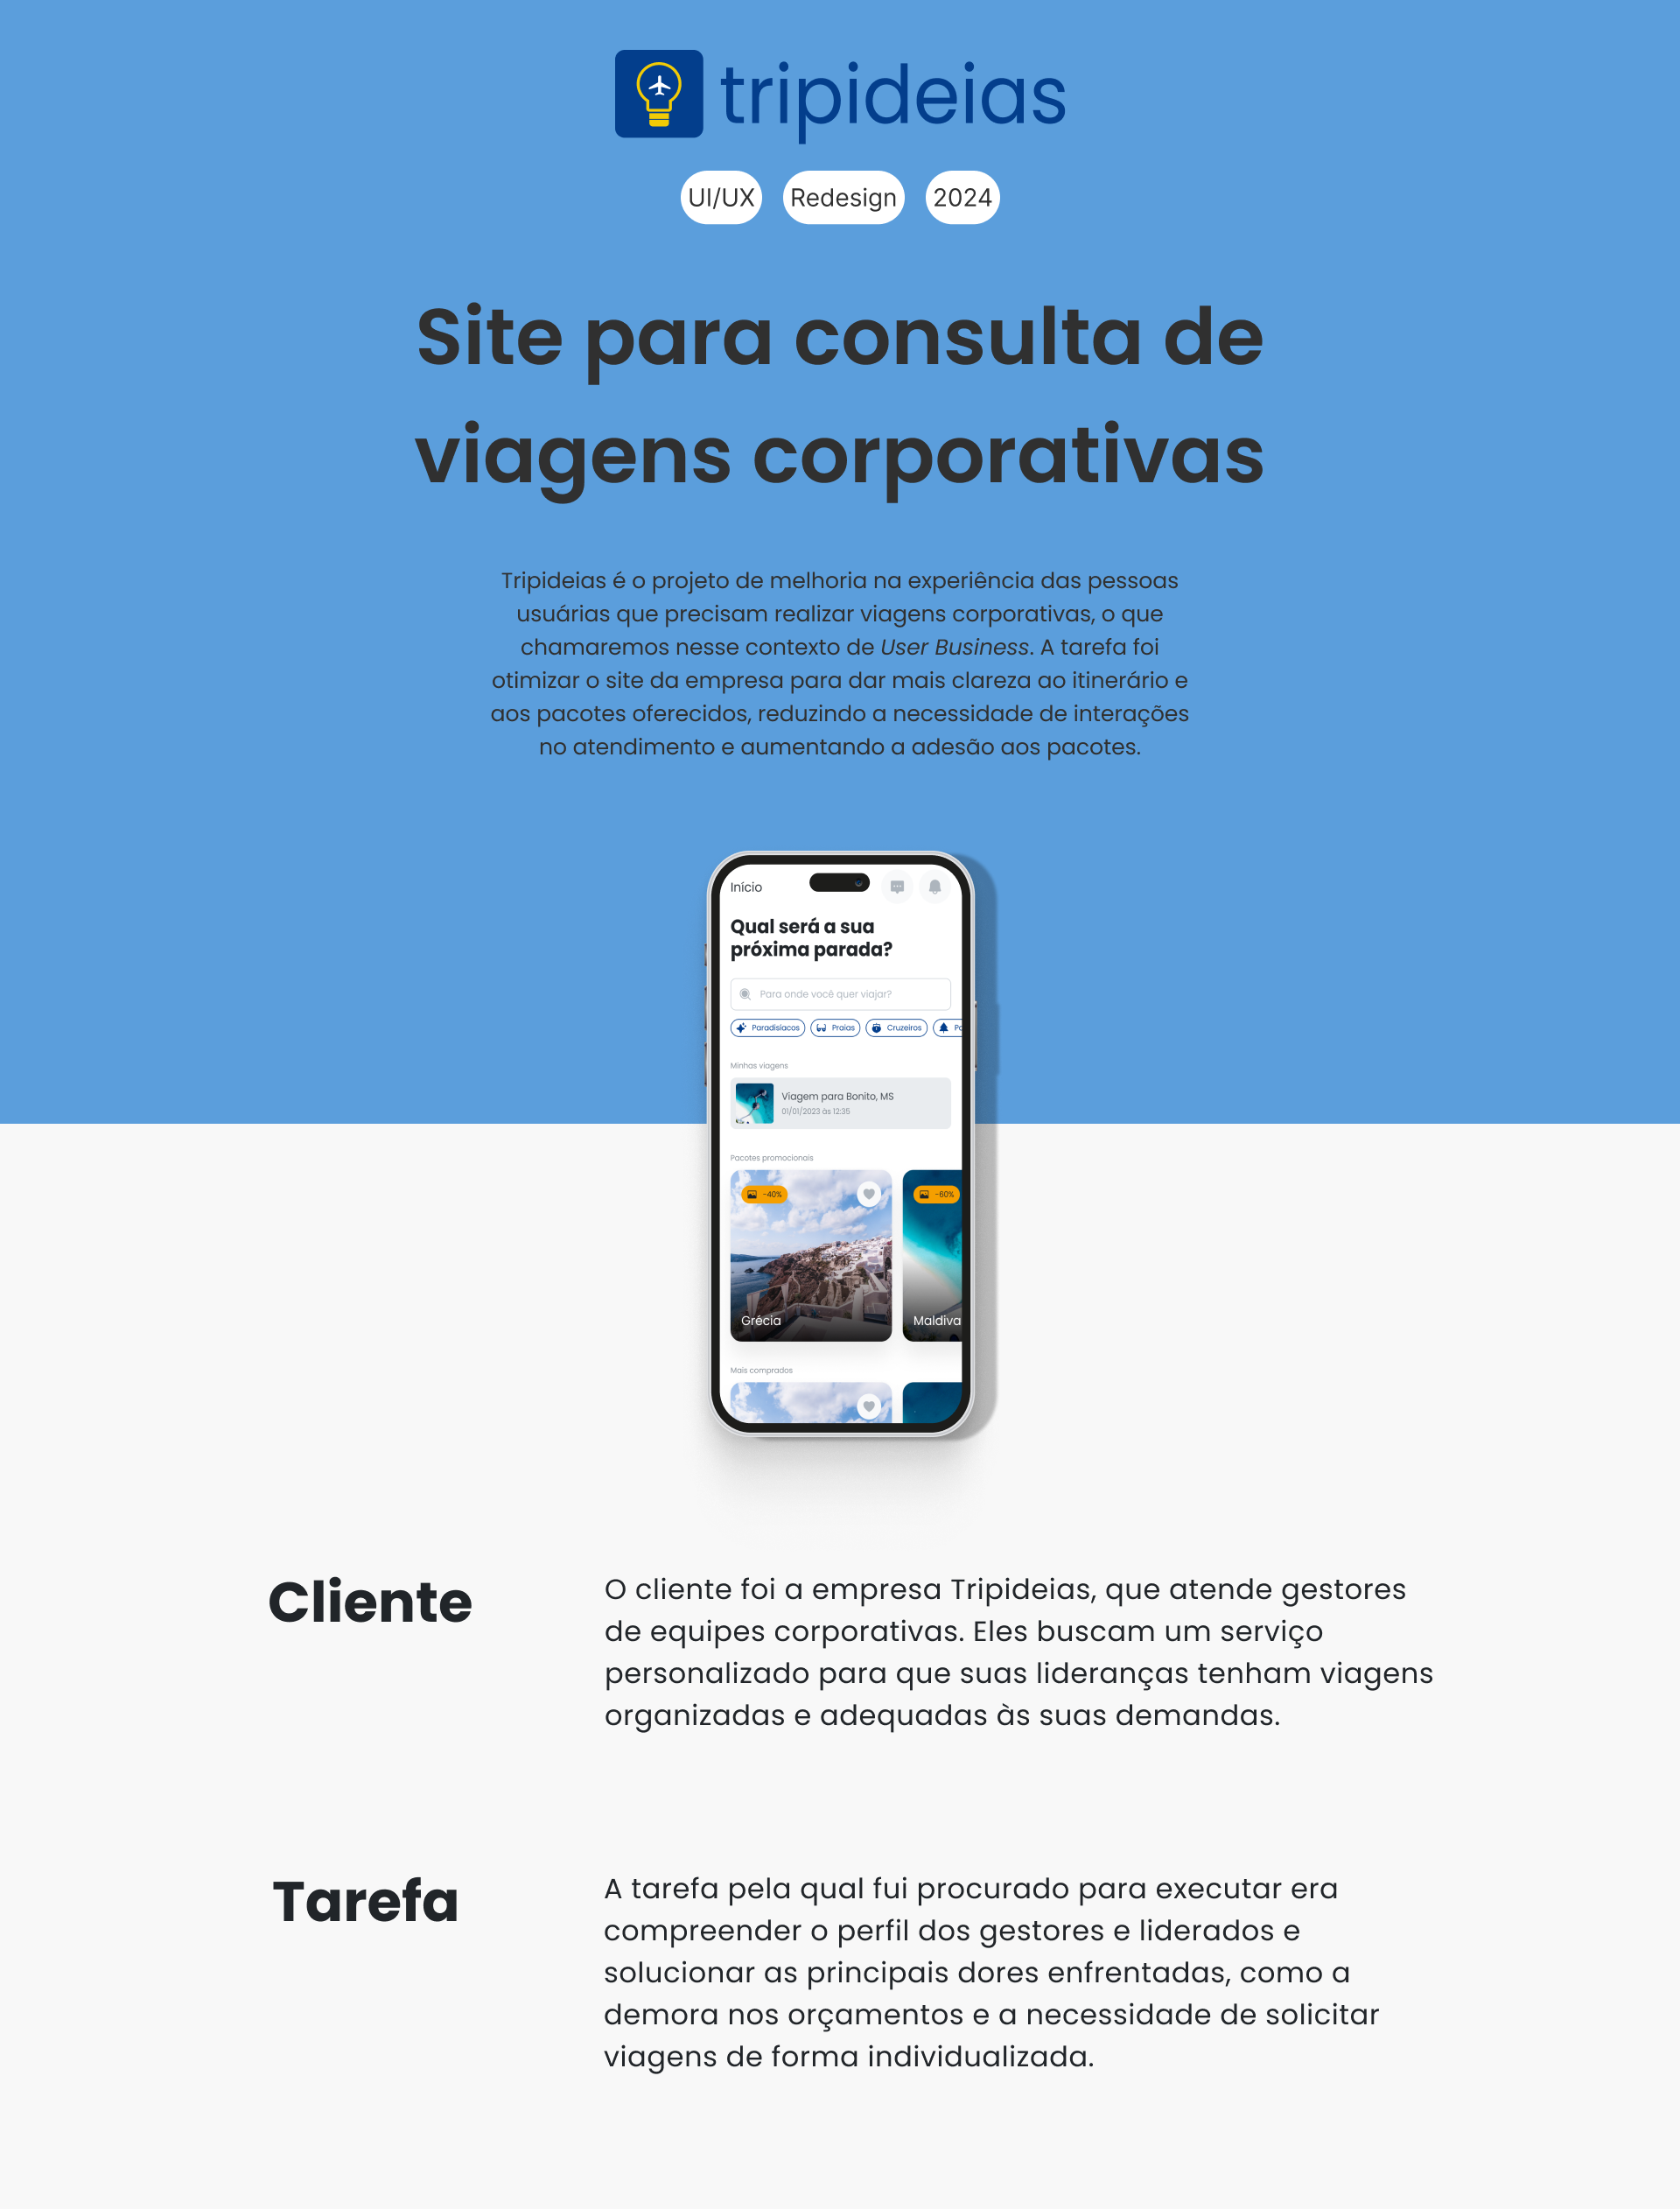 tripideias
UI/UX Redesign 2024
Site para consulta de
viagens corporativas
Tripideias é o projeto de melhoria na experiência das pessoas
usuárias que precisam realizar viagens corporativas, o que
chamaremos nesse contexto de User Business. A tarefa foi
otimizar o site da empresa para dar mais clareza ao itinerário e
aos pacotes oferecidos, reduzindo a necessidade de interações
no atendimento e aumentando a adesão aos pacotes.
Início
Qual será a sua
próxima parada?
Para onde você quer viajar?
Paradisíacos Praias Cruzeiros Pa
Minhas viagens
Viagem para Bonito, MS
01/01/2023 às 12:35
Pacotes promocionais
-40% -60%
Grécia Maldiva
Mais comprados
Cliente
O cliente foi a empresa Tripideias, que atende gestores
de equipes corporativas. Eles buscam um serviço
personalizado para que suas lideranças tenham viagens
organizadas e adequadas às suas demandas.
Tarefa
A tarefa pela qual fui procurado para executar era
compreender o perfil dos gestores e liderados e
solucionar as principais dores enfrentadas, como a
demora nos orçamentos e a necessidade de solicitar
viagens de forma individualizada.